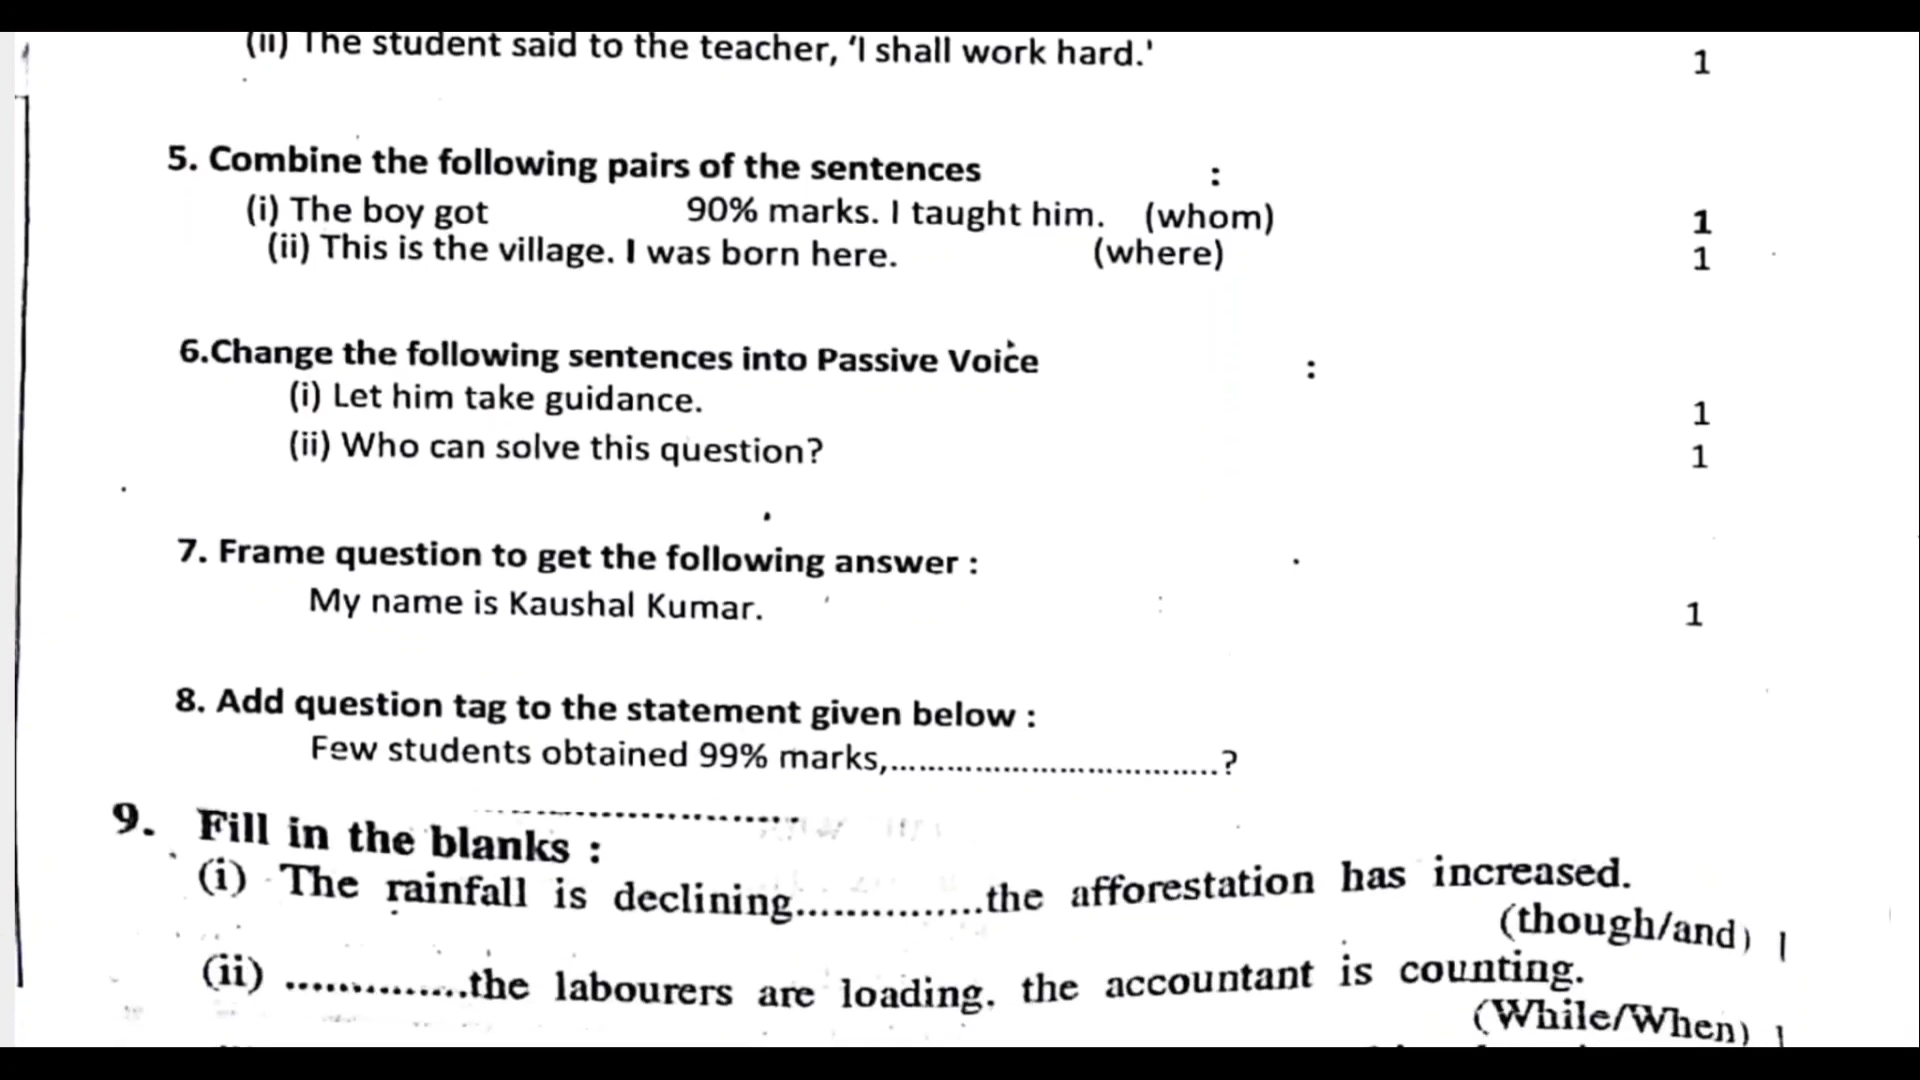 (ii) The student said to the teacher, ‘I shall work hard.' 1
5. Combine the following pairs of the sentences :
(i) The boy got 90% marks. I taught him. (whom) 1
(ii) This is the village. I was born here. (where) 1
6.Change the following sentences into Passive Voice :
(i) Let him take guidance. 1
(ii) Who can solve this question? 1
7. Frame question to get the following answer :
My name is Kaushal Kumar. 1
8. Add question tag to the statement given below :
Few students obtained 99% marks,..................................?
9. Fill in the blanks :
(i) The rainfall is declining................the afforestation has increased.
(though/and) 1
(ii) ...............the labourers are loading. the accountant is counting.
(While/When) 1